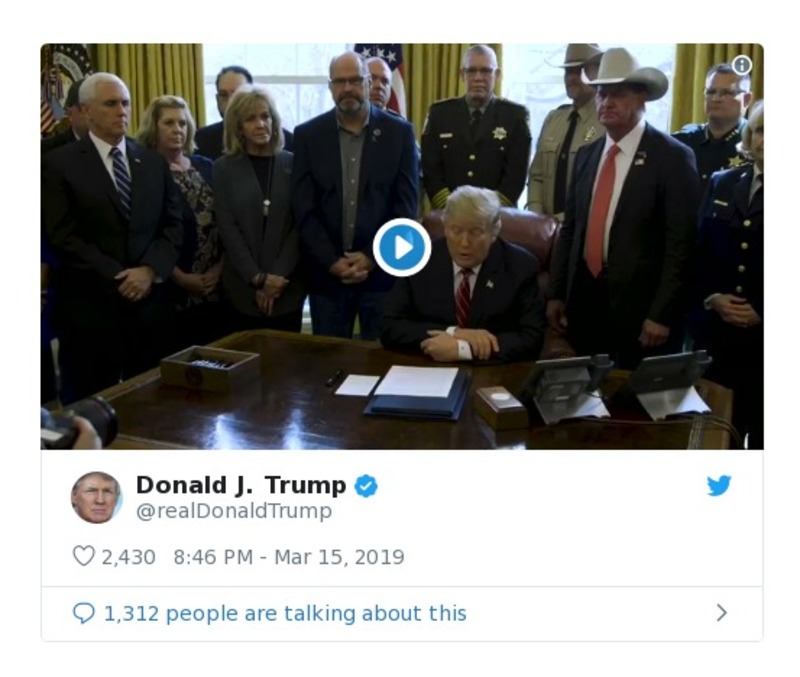 Donald J. Trump
@realDonaldTrump
2,430 8:46 PM - Mar 15, 2019
1,312 people are talking about this